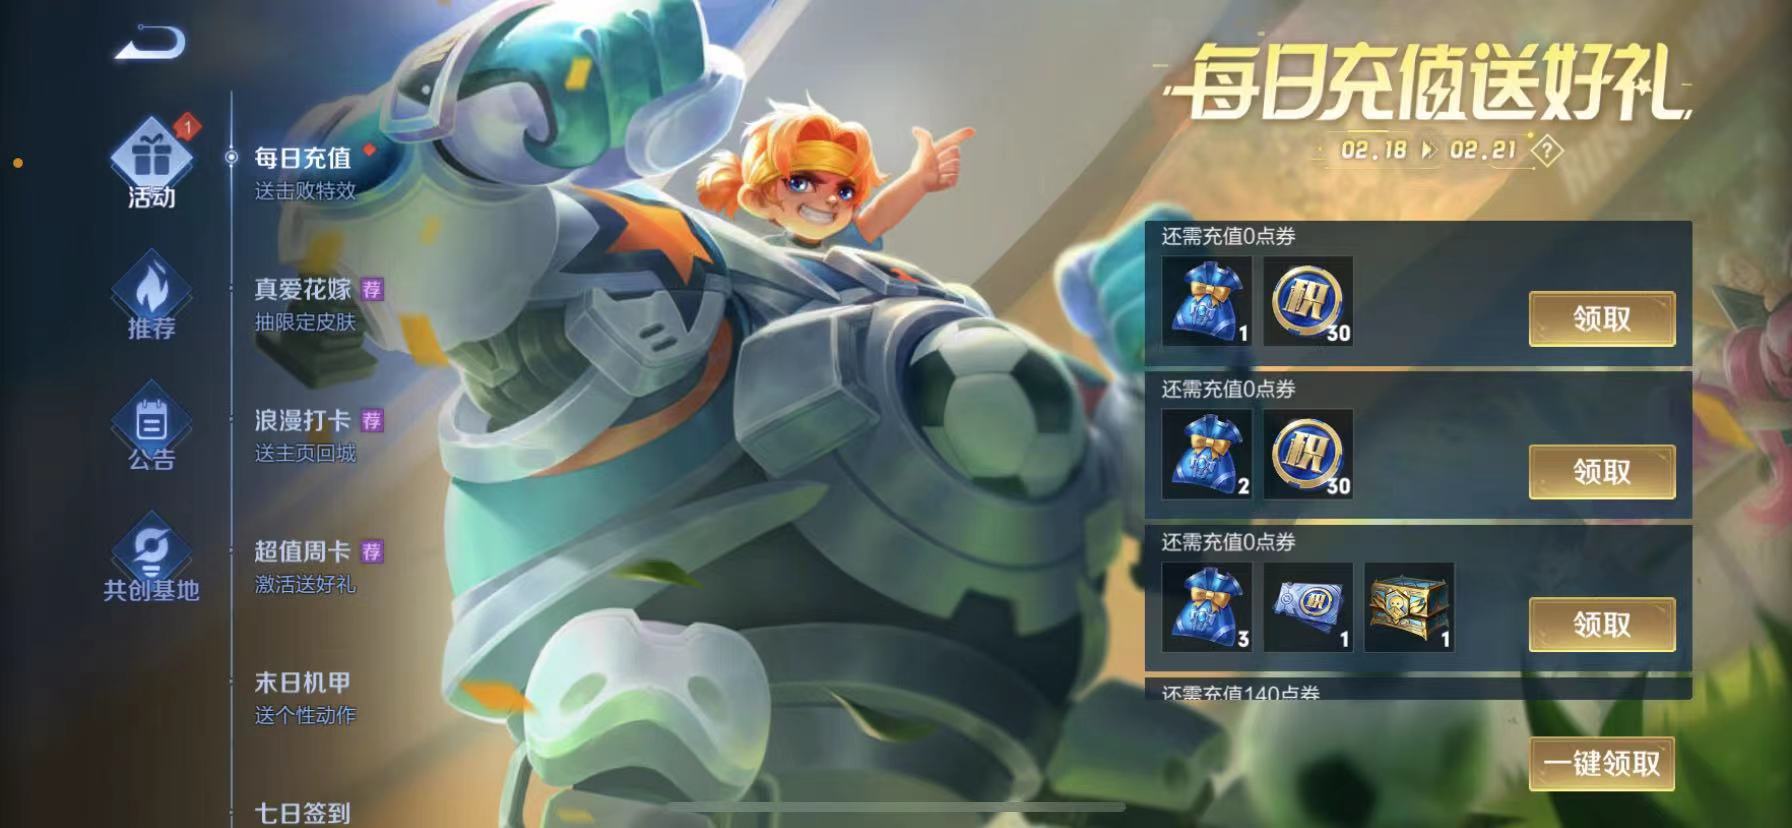 活动
1
推荐
公告
共创基地
每日充值
送击败特效
真爱花嫁 荐
抽限定皮肤
浪漫打卡 荐
送主页回城
超值周卡 荐
激活送好礼
末日机甲
送个性动作
七日签到
每日充值送好礼
02.18 02.21 ?
还需充值0点券
1 积 30
领取
还需充值0点券
2 积 30
领取
还需充值0点券
3 积 1 1
领取
还需充值140点券
一键领取